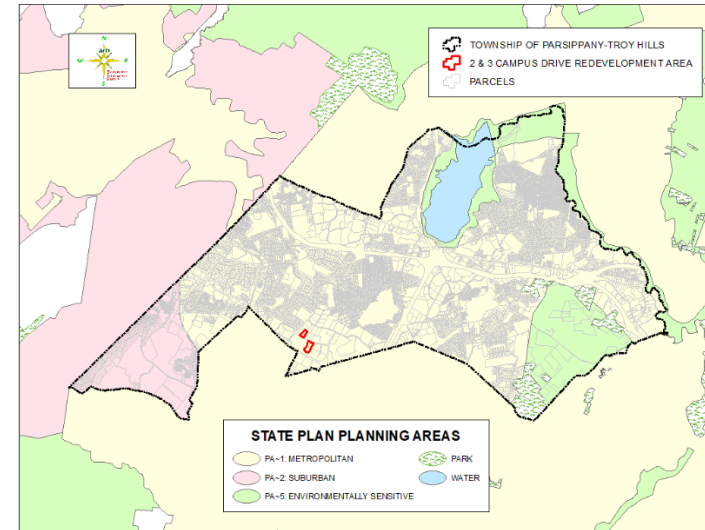 TOWNSHIP OF PARSIPPANY-TROY HILLS
2 & 3 CAMPUS DRIVE REDEVELOPMENT AREA
PARCELS
W
E
S
STATE PLAN PLANNING AREAS
PA~1: METROPOLITAN
PARK
PA~2: SUBURBAN
WATER
PA~5: ENVIRONMENTALLY SENSITIVE